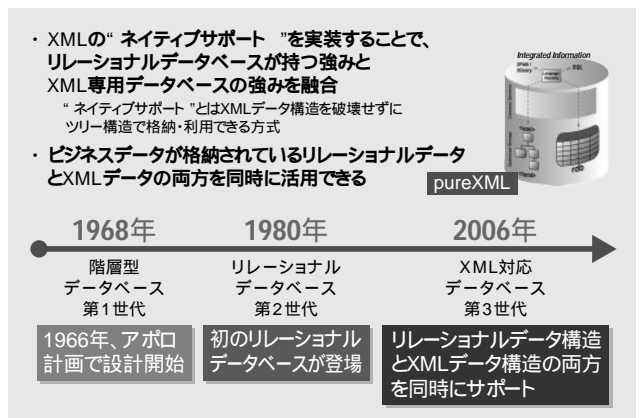 ・ XMLの“ ネイティブサポート ”を実装することで、
リレーショナルデータベースが持つ強みと
XML専用データベースの強みを融合
“ ネイティブサポート ”とはXMLデータ構造を破壊せずに
ツリー構造で格納・利用できる方式
・ ビジネスデータが格納されているリレーショナルデータ
とXMLデータの両方を同時に活用できる
Integrated Information
SQL
pureXML
1968年
1980年
2006年
階層型
データベース
第1世代
リレーショナル
データベース
第2世代
XML対応
データベース
第3世代
1966年、アポロ
計画で設計開始
初のリレーショナル
データベースが登場
リレーショナルデータ構造
とXMLデータ構造の両方
を同時にサポート